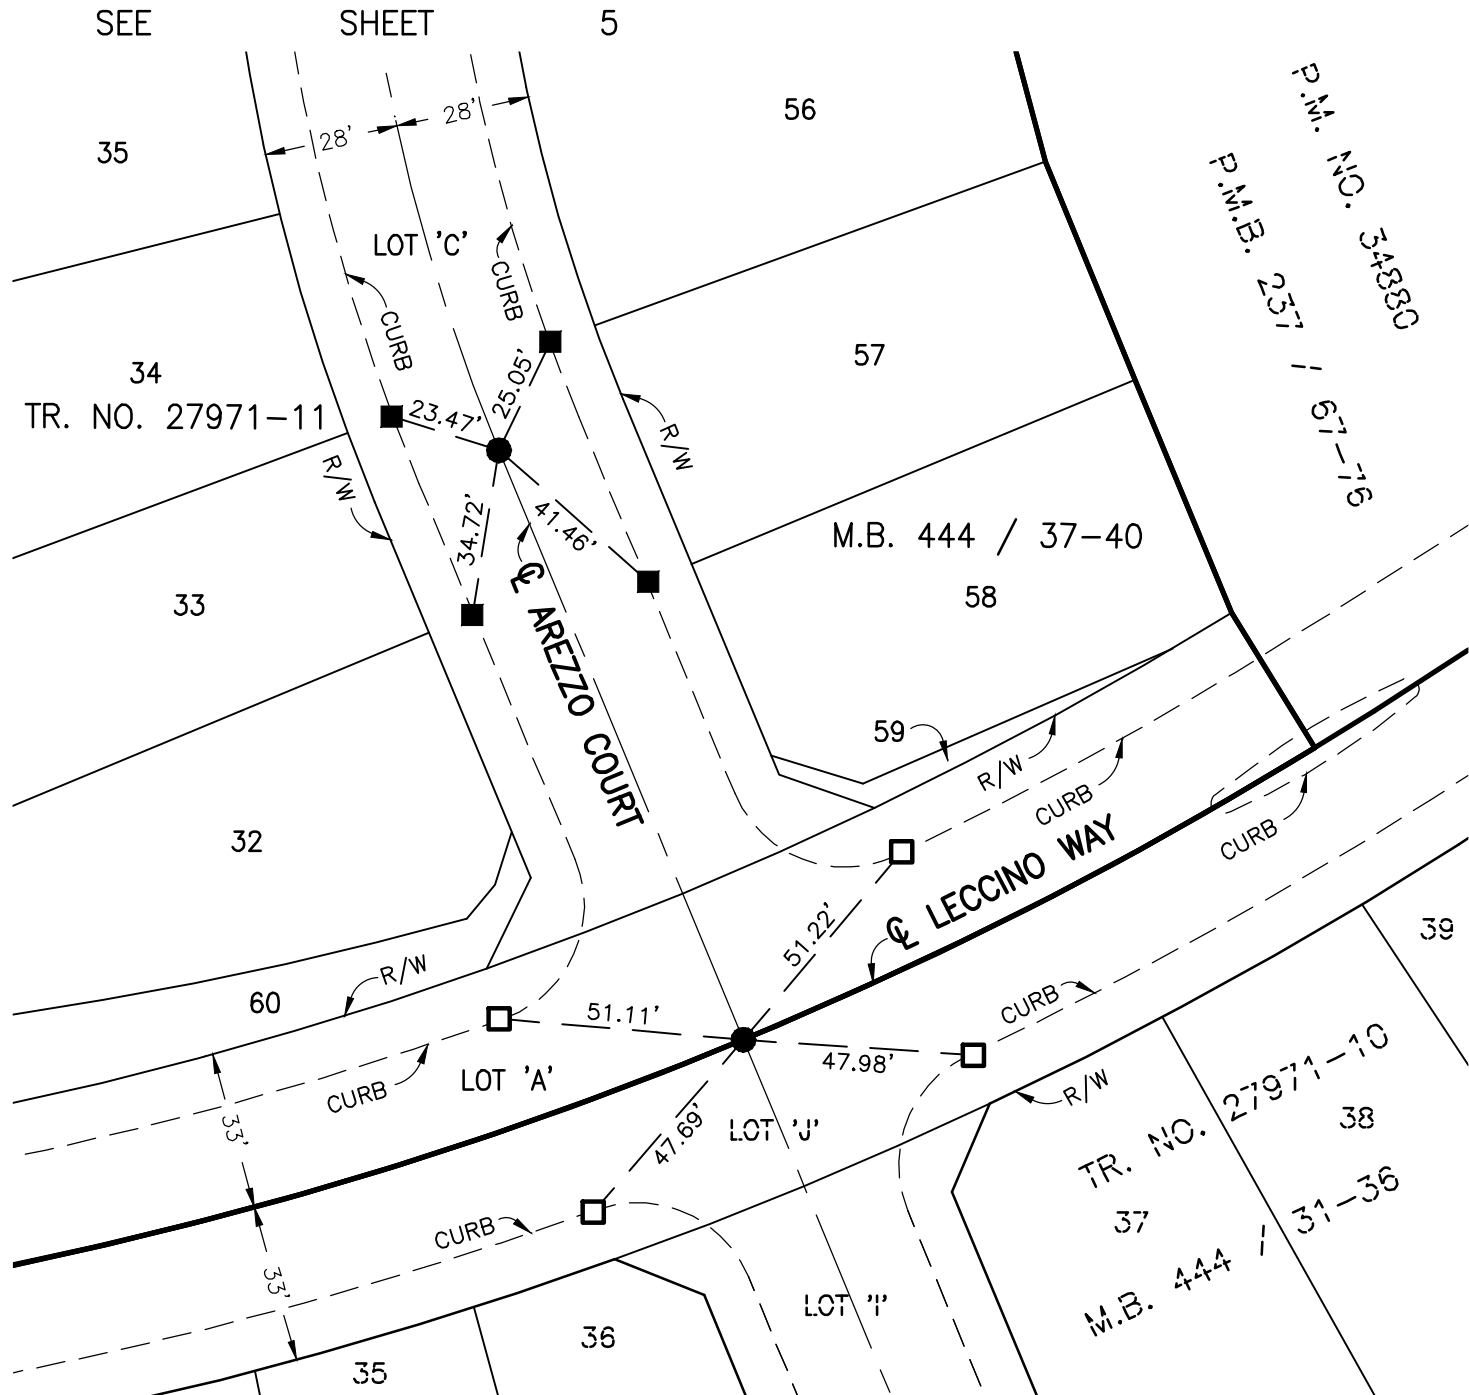 SEE SHEET 5
28'
28'
56
35
P.M. NO. 34880
P.M.B. 237 / 67-76
LOT 'C'
CURB
CURB
57
34
TR. NO. 27971-11
23.47'
25.05'
R/W
R/W
34.72'
41.46'
M.B. 444 / 37-40
58
33
℄ AREZZO COURT
59
R/W
CURB
CURB
32
℄ LECCINO WAY
51.22'
39
R/W
60
51.11'
CURB
47.98'
LOT 'A'
CURB
R/W
33'
47.69'
LOT 'J'
TR. NO. 27971-10
38
37
M.B. 444 / 31-36
CURB
33'
LOT 'I'
36
35